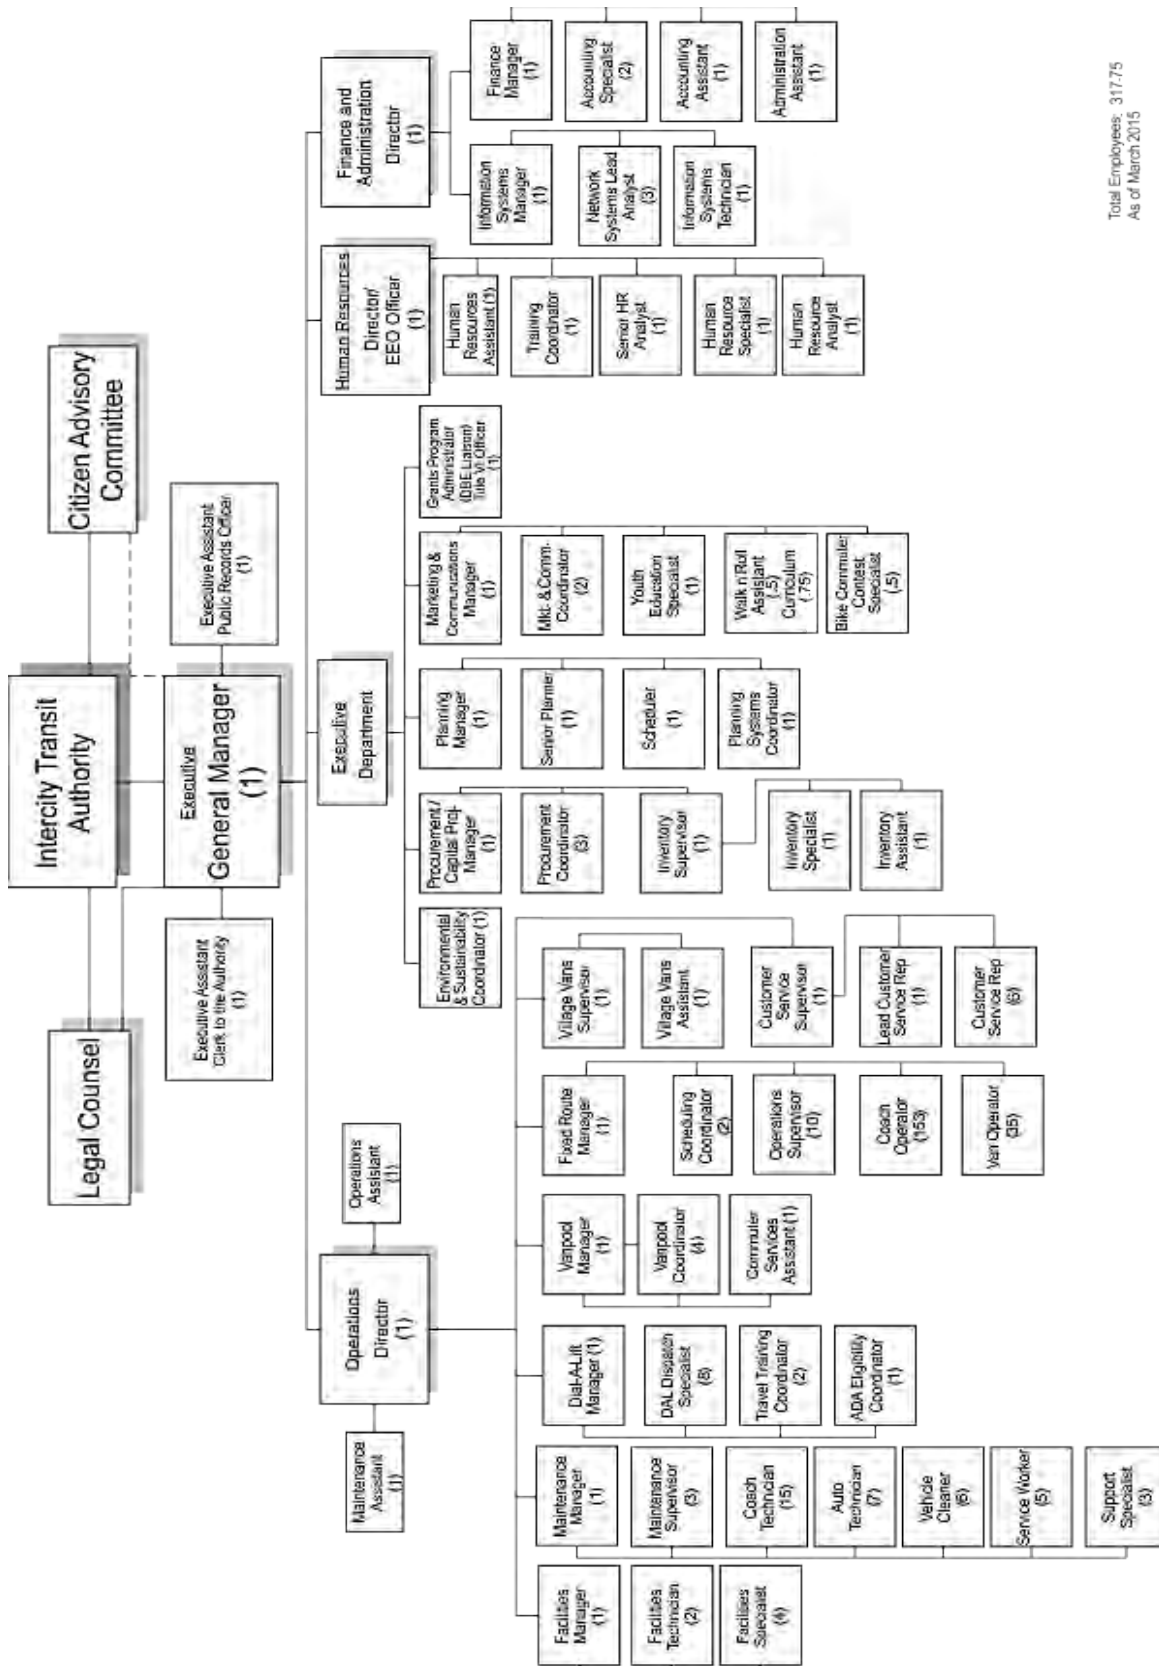 Intercity Transit
Authority
Legal Counsel
Citizen Advisory
Committee
Executive
General Manager
(1)
Executive Assistant
Clerk to the Authority
(1)
Executive Assistant
Public Records Officer
(1)
Operations
Director
(1)
Maintenance
Assistant
(1)
Operations
Assistant
(1)
Executive
Department
Human Resources
Director/
EEO Officer
(1)
Finance and
Administration
Director
(1)
Facilities
Manager
(1)
Facilities
Technician
(2)
Facilities
Specialist
(4)
Maintenance
Manager
(1)
Maintenance
Supervisor
(3)
Coach
Technician
(15)
Auto
Technician
(7)
Vehicle
Cleaner
(6)
Service Worker
(5)
Support
Specialist
(3)
Dial-A-Lift
Manager (1)
DAL Dispatch
Specialist
(8)
Travel Training
Coordinator
(2)
ADA Eligibility
Coordinator
(1)
Vanpool
Manager
(1)
Vanpool
Coordinator
(4)
Commuter
Services
Assistant (1)
Fixed Route
Manager
(1)
Scheduling
Coordinator
(2)
Operations
Supervisor
(10)
Coach
Operator
(153)
Van Operator
(35)
Village Vans
Supervisor
(1)
Village Vans
Assistant
(1)
Customer
Service
Supervisor
(1)
Lead Customer
Service Rep
(1)
Customer
Service Rep
(6)
Environmental
& Sustainability
Coordinator (1)
Procurement /
Capital Proj.
Manager
(1)
Procurement
Coordinator
(3)
Inventory
Supervisor
(1)
Inventory
Specialist
(1)
Inventory
Assistant
(1)
Planning
Manager
(1)
Senior Planner
(1)
Scheduler
(1)
Planning
Systems
Coordinator
(1)
Marketing &
Communications
Manager
(1)
Mkt. & Comm.
Coordinator
(2)
Youth
Education
Specialist
(1)
Walk n' Roll
Assistant
(.5)
Curriculum
(.75)
Bike Commuter
Contest
Specialist
(.5)
Grants Program
Administrator
(DBE Liaison)
Title VI Officer
(1)
Human
Resources
Assistant (1)
Training
Coordinator
(1)
Senior HR
Analyst
(1)
Human
Resource
Specialist
(1)
Human
Resource
Analyst
(1)
Information
Systems
Manager
(1)
Network
Systems Lead
Analyst
(3)
Information
Systems
Technician
(1)
Finance
Manager
(1)
Accounting
Specialist
(2)
Accounting
Assistant
(1)
Administration
Assistant
(1)
Total Employees: 317.75
As of March 2015